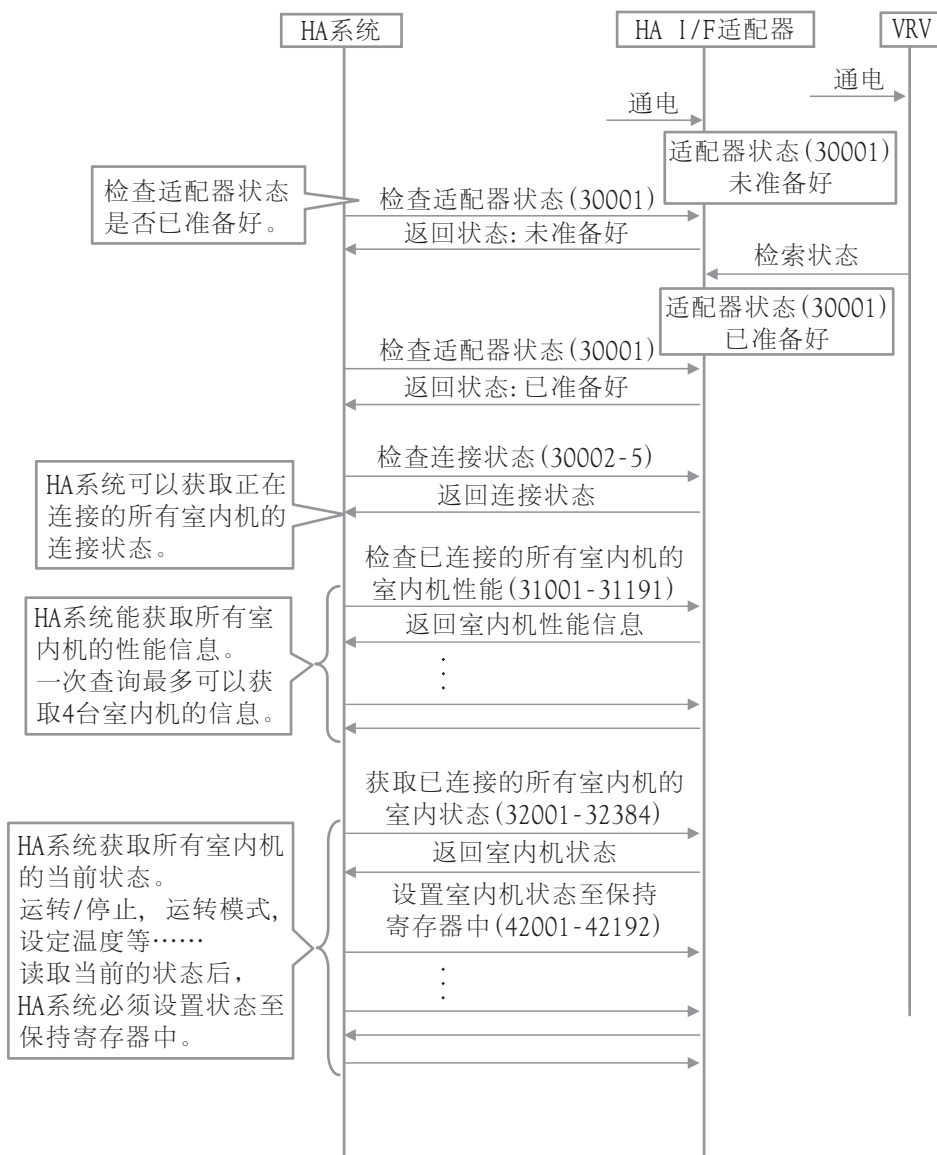 HA系统
HA I/F适配器
VRV
通电
通电
适配器状态(30001)
未准备好
检查适配器状态
是否已准备好。
检查适配器状态(30001)
返回状态:未准备好
检索状态
适配器状态(30001)
已准备好
检查适配器状态(30001)
返回状态:已准备好
检查连接状态(30002-5)
返回连接状态
HA系统可以获取正在
连接的所有室内机的
连接状态。
检查已连接的所有室内机的
室内机性能(31001-31191)
返回室内机性能信息
HA系统能获取所有室
内机的性能信息。
一次查询最多可以获
取4台室内机的信息。
获取已连接的所有室内机的
室内状态(32001-32384)
返回室内机状态
设置室内机状态至保持
寄存器中(42001-42192)
HA系统获取所有室内机
的当前状态。
运转/停止, 运转模式,
设定温度等……
读取当前的状态后，
HA系统必须设置状态至
保持寄存器中。